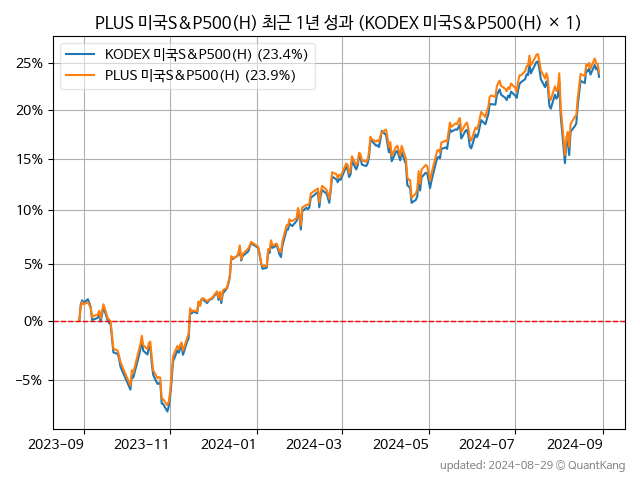 PLUS 미국S&P500(H) 최근 1년 성과 (KODEX 미국S&P500(H) × 1)
KODEX 미국S&P500(H) (23.4%)
PLUS 미국S&P500(H) (23.9%)
25%
20%
15%
10%
5%
0%
−5%
2023-09 2023-11 2024-01 2024-03 2024-05 2024-07 2024-09
updated: 2024-08-29 © QuantKang